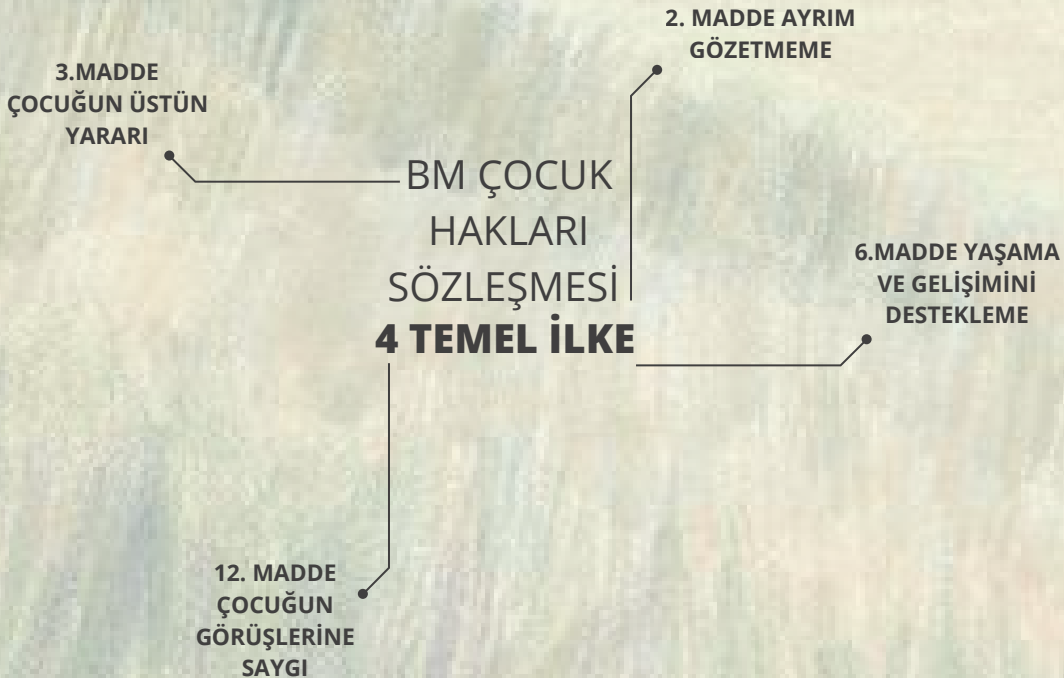 2. MADDE AYRIM
GÖZETMEME
3.MADDE
ÇOCUĞUN ÜSTÜN
YARARI
BM ÇOCUK
HAKLARI
SÖZLEŞMESİ
4 TEMEL İLKE
6.MADDE YAŞAMA
VE GELİŞİMİNİ
DESTEKLEME
12. MADDE
ÇOCUĞUN
GÖRÜŞLERİNE
SAYGI